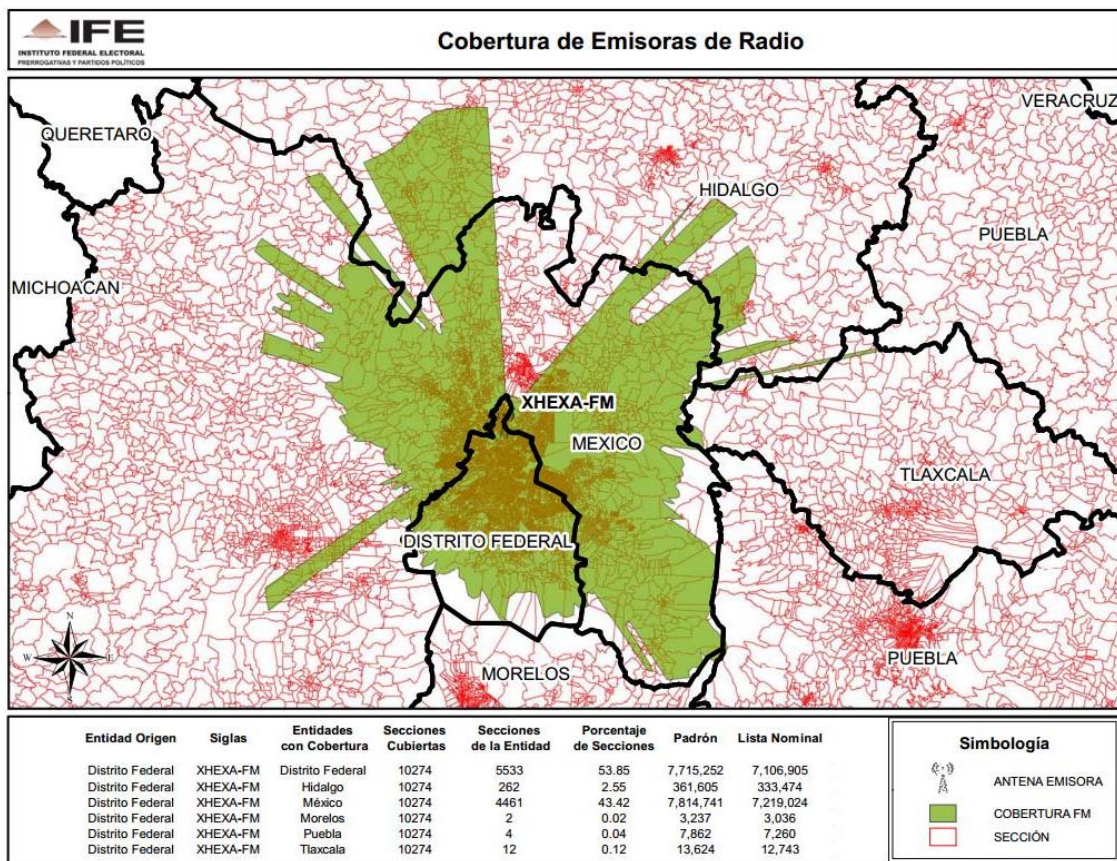 IFE
INSTITUTO FEDERAL ELECTORAL
PRERROGATIVAS Y PARTIDOS POLÍTICOS
Cobertura de Emisoras de Radio
VERACRUZ
QUERETARO
HIDALGO
PUEBLA
MICHOACAN
XHEXA-FM
MEXICO
TLAXCALA
DISTRITO FEDERAL
N
W E
S
MORELOS
PUEBLA
Entidad Origen Siglas Entidades con Cobertura Secciones Cubiertas Secciones de la Entidad Porcentaje de Secciones Padrón Lista Nominal
Distrito Federal XHEXA-FM Distrito Federal 10274 5533 53.85 7,715,252 7,106,905
Distrito Federal XHEXA-FM Hidalgo 10274 262 2.55 361,605 333,474
Distrito Federal XHEXA-FM México 10274 4461 43.42 7,814,741 7,219,024
Distrito Federal XHEXA-FM Morelos 10274 2 0.02 3,237 3,036
Distrito Federal XHEXA-FM Puebla 10274 4 0.04 7,862 7,260
Distrito Federal XHEXA-FM Tlaxcala 10274 12 0.12 13,624 12,743
Simbología
ANTENA EMISORA
COBERTURA FM
SECCIÓN